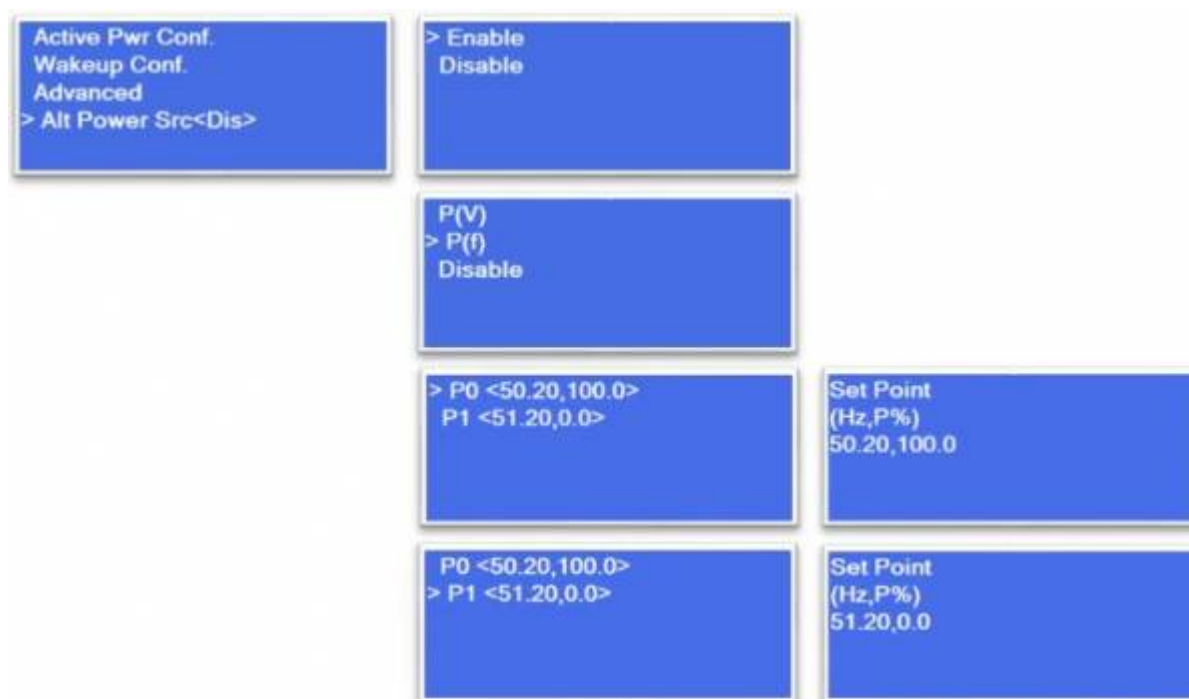 Active Pwr Conf.
Wakeup Conf.
Advanced
> Alt Power Src<Dis>
> Enable
Disable
P(V)
> P(f)
Disable
> P0 <50.20,100.0>
P1 <51.20,0.0>
Set Point
(Hz,P%)
50.20,100.0
P0 <50.20,100.0>
> P1 <51.20,0.0>
Set Point
(Hz,P%)
51.20,0.0